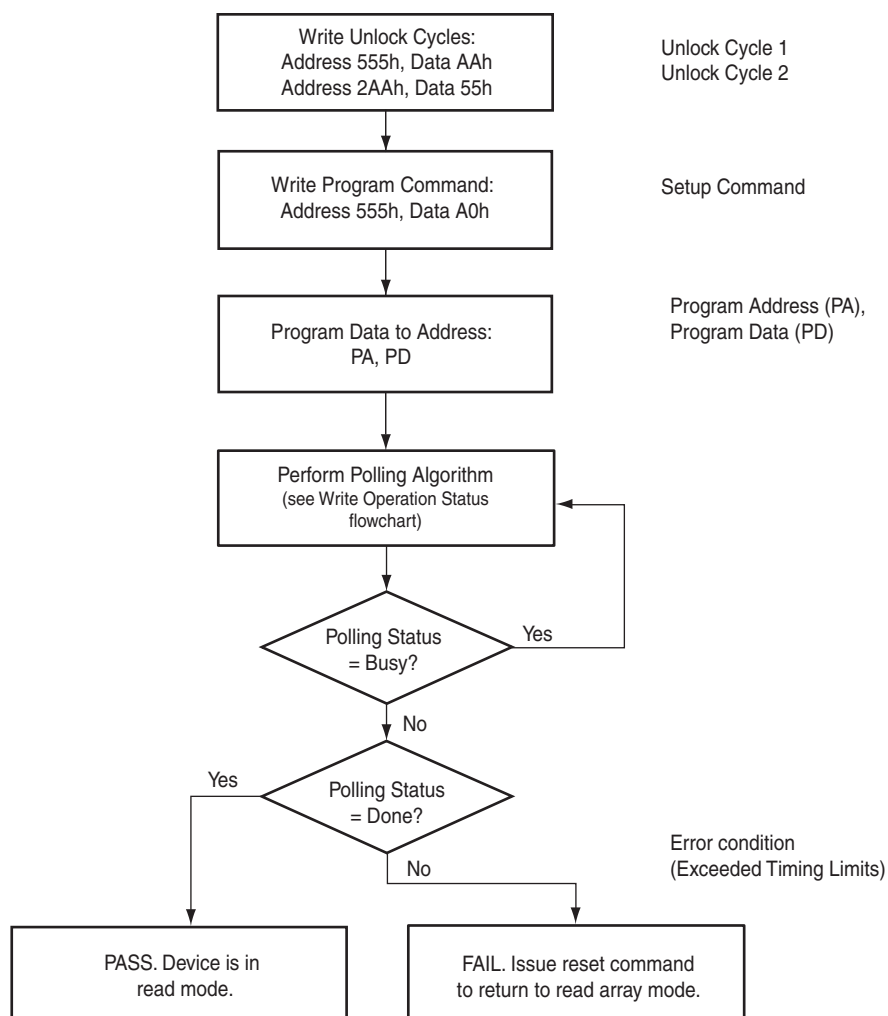 Write Unlock Cycles:
Address 555h, Data AAh
Address 2AAh, Data 55h
Unlock Cycle 1
Unlock Cycle 2
Write Program Command:
Address 555h, Data A0h
Setup Command
Program Data to Address:
PA, PD
Program Address (PA),
Program Data (PD)
Perform Polling Algorithm
(see Write Operation Status
flowchart)
Polling Status
= Busy?
Yes
No
Polling Status
= Done?
Yes
No
Error condition
(Exceeded Timing Limits)
PASS. Device is in
read mode.
FAIL. Issue reset command
to return to read array mode.